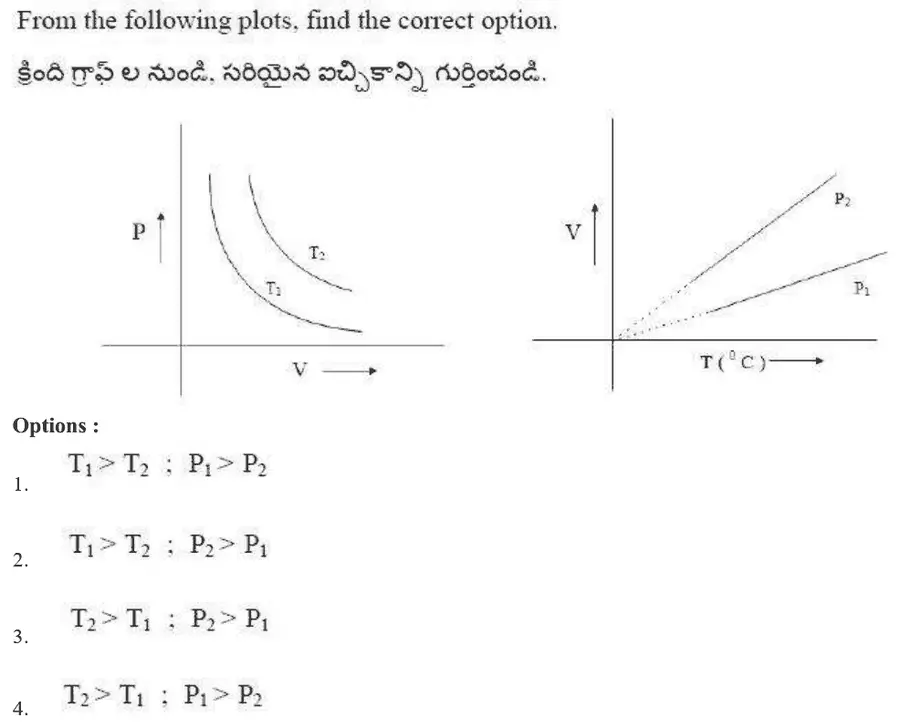 From the following plots, find the correct option.
క్రింది గ్రాఫ్ ల నుండి, సరియైన ఐచ్ఛికాన్ని గుర్తించండి.
P
T₂
T₁
V
V
P₂
P₁
T (⁰C)
Options :
1. T₁ > T₂ ; P₁ > P₂
2. T₁ > T₂ ; P₂ > P₁
3. T₂ > T₁ ; P₂ > P₁
4. T₂ > T₁ ; P₁ > P₂